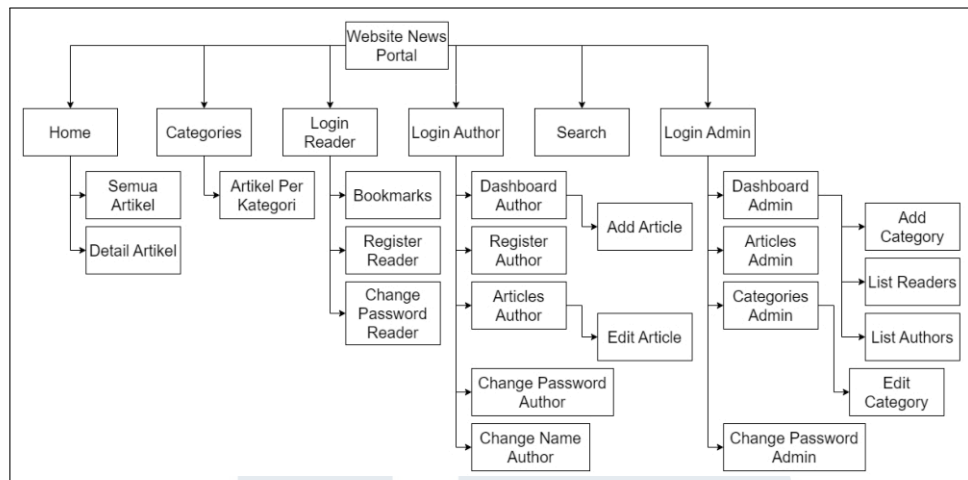 Website News
Portal
Home
Categories
Login
Reader
Login Author
Search
Login Admin
Semua
Artikel
Detail Artikel
Artikel Per
Kategori
Bookmarks
Register
Reader
Change
Password
Reader
Dashboard
Author
Add Article
Register
Author
Articles
Author
Edit Article
Change Password
Author
Change Name
Author
Dashboard
Admin
Add
Category
Articles
Admin
List Readers
Categories
Admin
List Authors
Edit
Category
Change Password
Admin